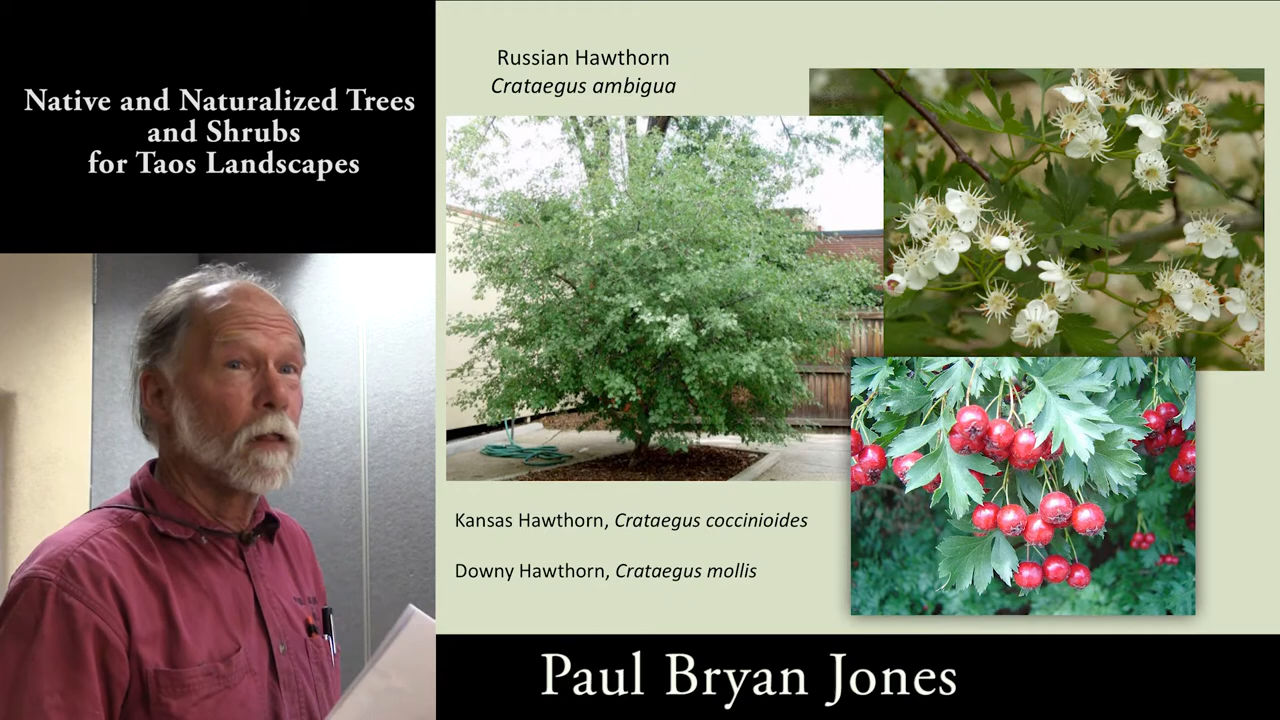 Native and Naturalized Trees
and Shrubs
for Taos Landscapes
Russian Hawthorn
Crataegus ambigua
Kansas Hawthorn, Crataegus coccinioides
Downy Hawthorn, Crataegus mollis
Paul Bryan Jones